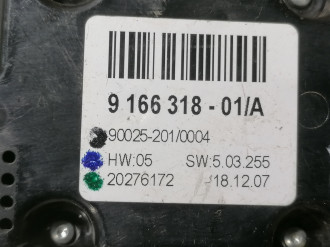 9 166 318 - 01/A
90025-201/0004
HW:05 SW:5.03.255
20276172 18.12.07